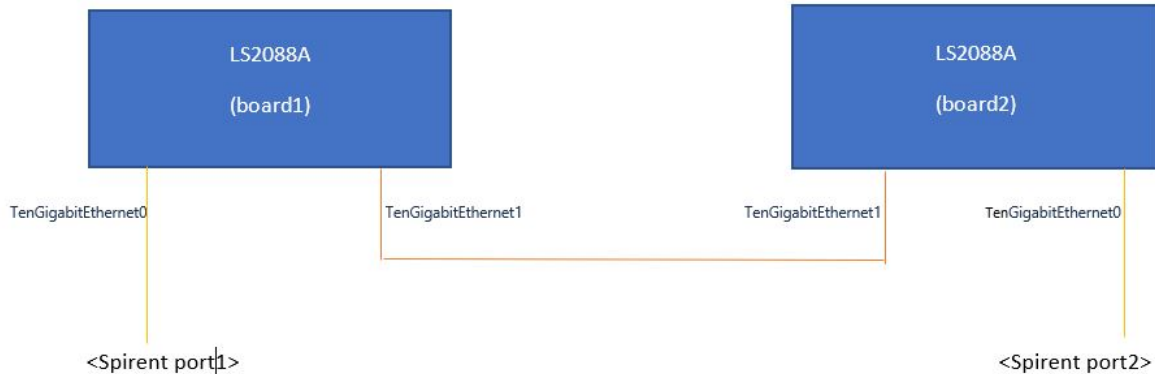 LS2088A
(board1)
LS2088A
(board2)
TenGigabitEthernet0
TenGigabitEthernet1
TenGigabitEthernet1
TenGigabitEthernet0
<Spirent port1>
<Spirent port2>